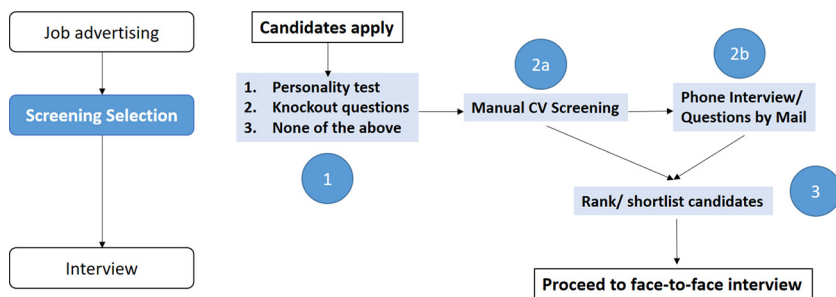 Job advertising
Screening Selection
Interview
Candidates apply
1. Personality test
2. Knockout questions
3. None of the above
1
2a
Manual CV Screening
2b
Phone Interview/
Questions by Mail
Rank/ shortlist candidates
3
Proceed to face-to-face interview